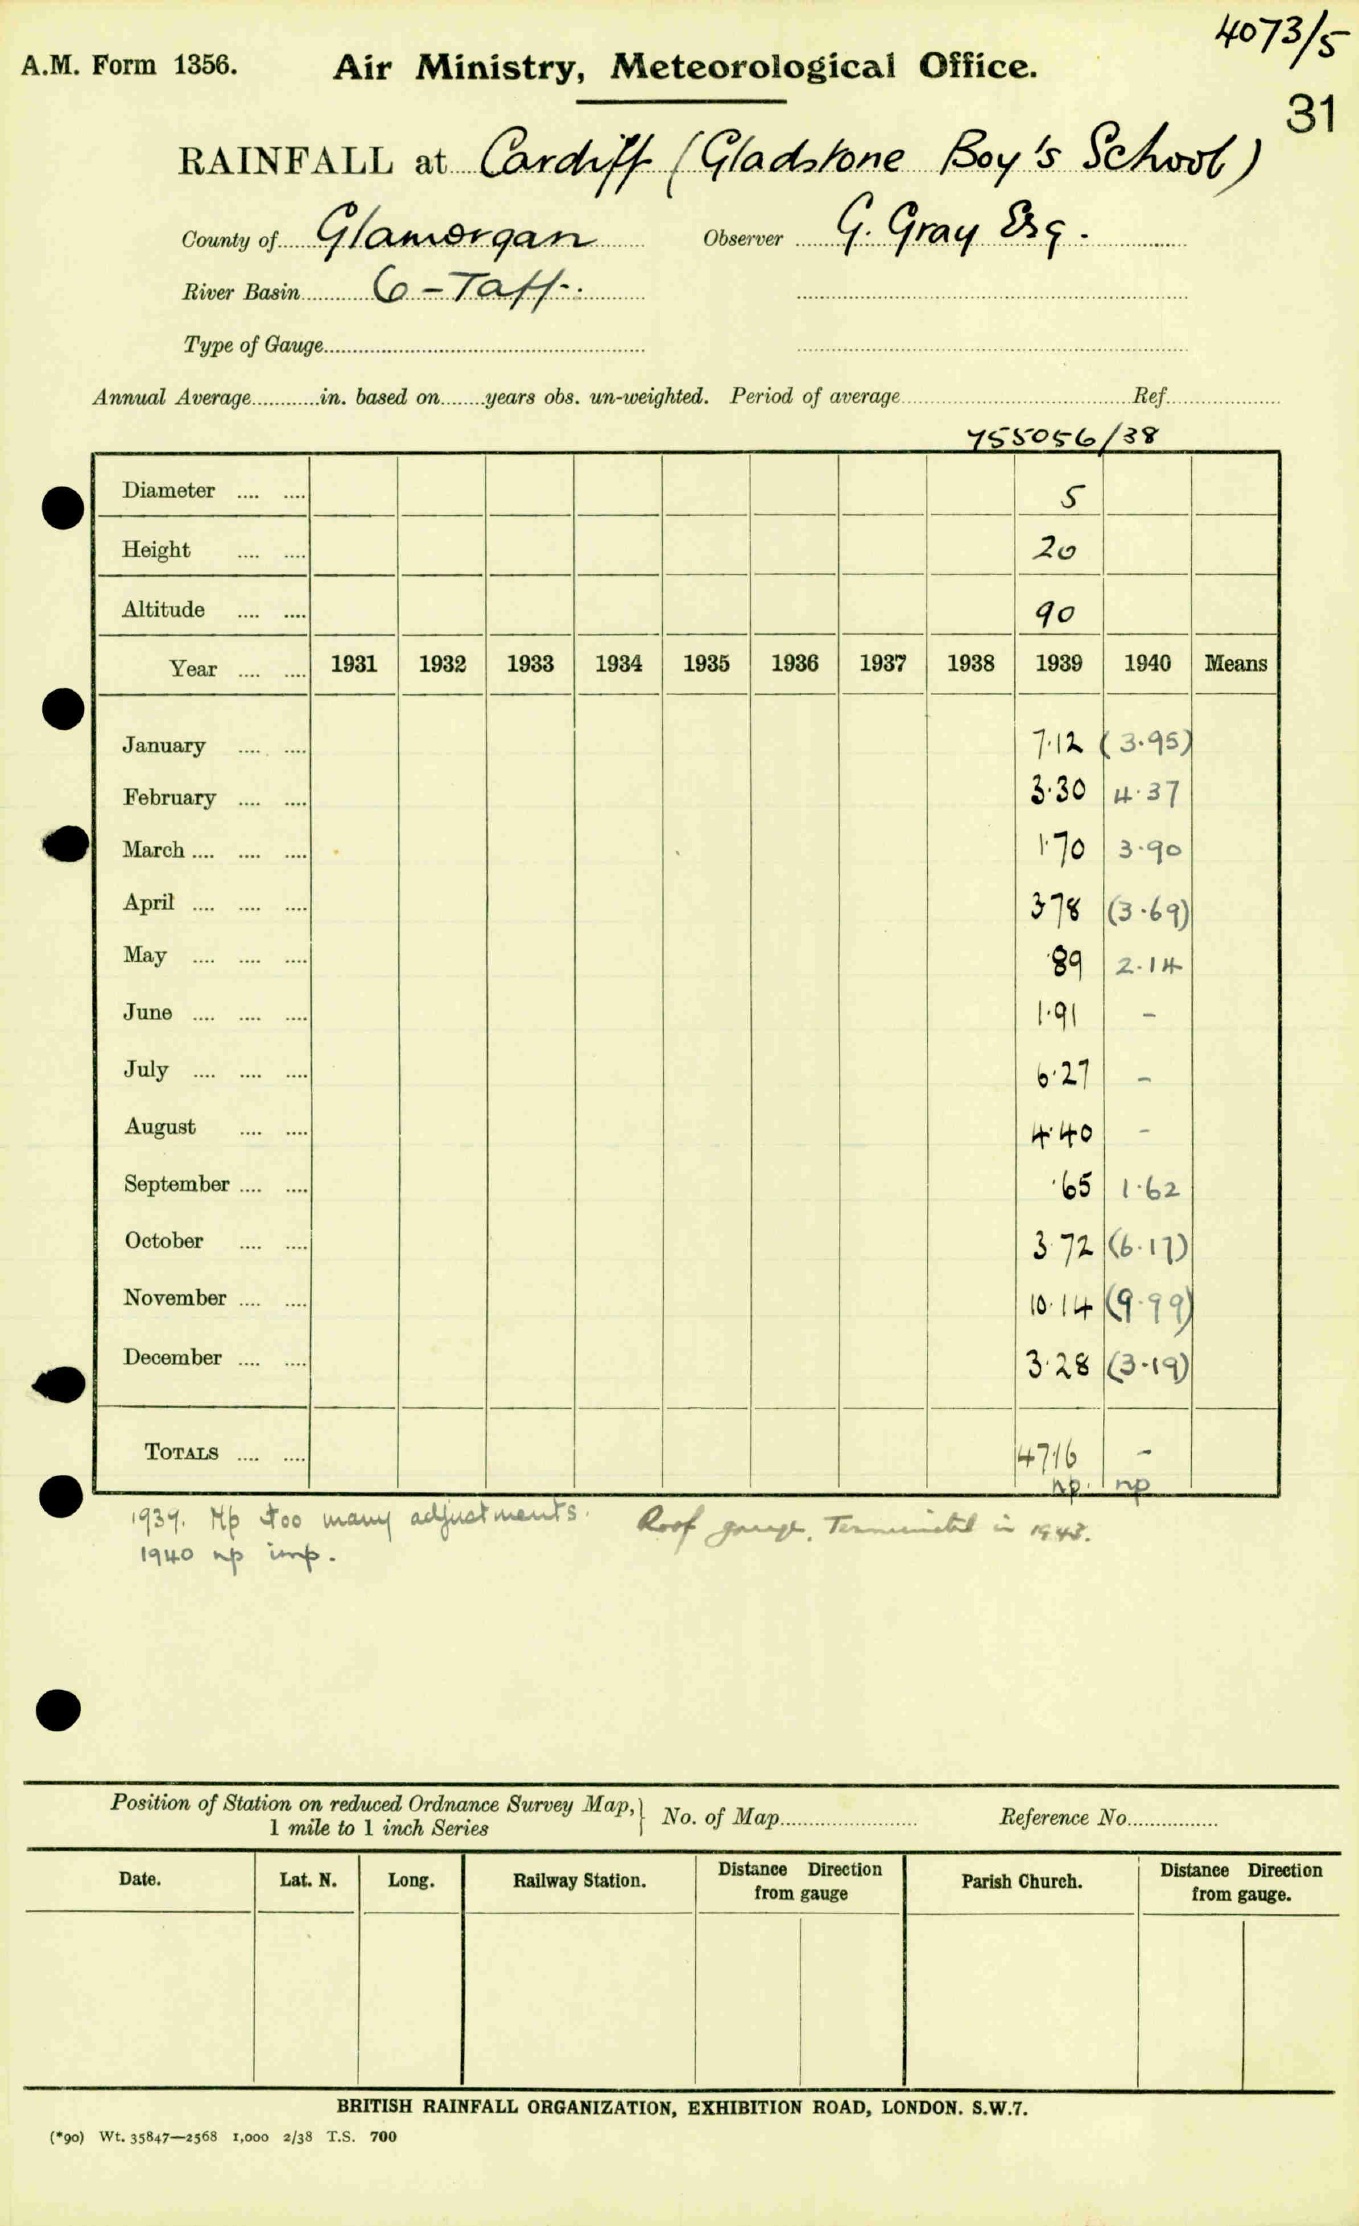 4073/5
A.M. Form 1356. Air Ministry, Meteorological Office.
31
RAINFALL at Cardiff (Gladstone Boy's School)
County of Glamorgan Observer G. Gray Esq.
River Basin 6 - Taff.
Type of Gauge
Annual Average in. based on years obs. un-weighted. Period of average Ref.
755056/38
Diameter 5
Height 20
Altitude 90
Year 1931 1932 1933 1934 1935 1936 1937 1938 1939 1940 Means
January 7.12 (3.95)
February 3.30 4.37
March 1.70 3.90
April 3.78 (3.69)
May .89 2.14
June 1.91 -
July 6.27 -
August 4.40 -
September .65 1.62
October 3.72 (6.17)
November 10.14 (9.99)
December 3.28 (3.19)
TOTALS 47.16 -
np. np
1939. Np too many adjustments. Roof gauge. Terminated in 1943.
1940 np imp.
Position of Station on reduced Ordnance Survey Map, No. of Map Reference No.
1 mile to 1 inch Series
Date. Lat. N. Long. Railway Station. Distance Direction from gauge Parish Church. Distance Direction from gauge.
BRITISH RAINFALL ORGANIZATION, EXHIBITION ROAD, LONDON. S.W.7.
(*90) Wt. 35847—2568 1,000 2/38 T.S. 700